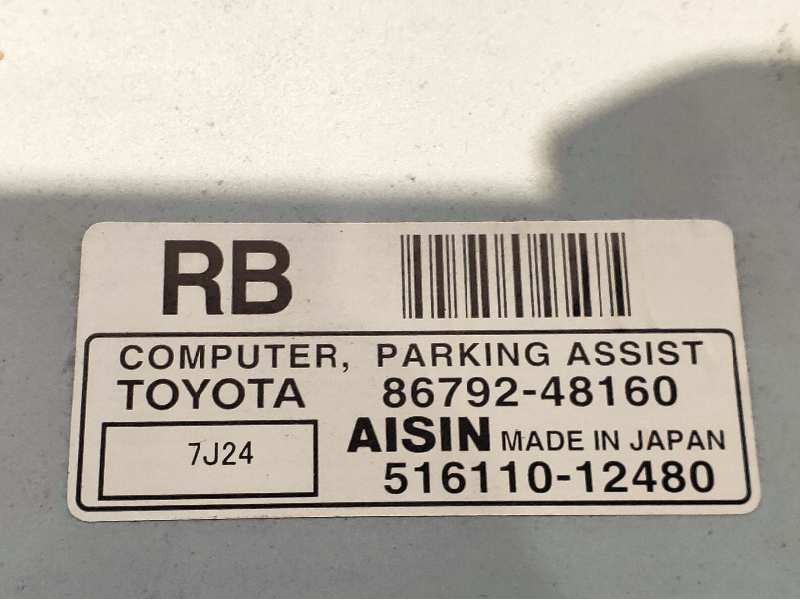 RB
COMPUTER, PARKING ASSIST
TOYOTA 86792-48160
7J24 AISIN MADE IN JAPAN
516110-12480